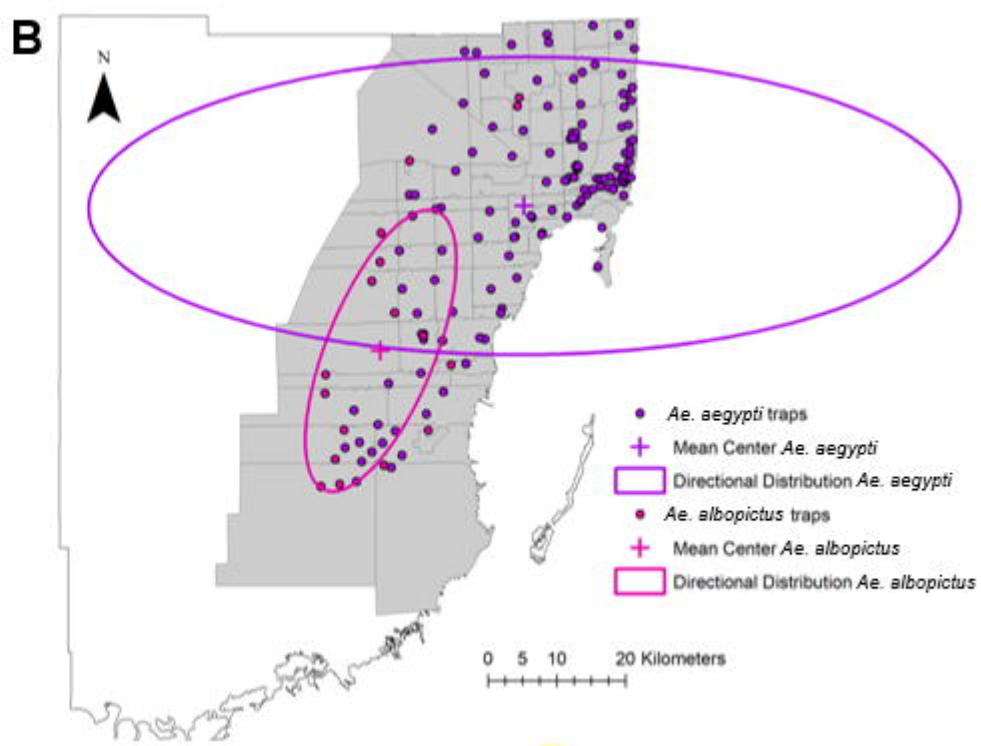 B
N
Ae. aegypti traps
Mean Center Ae. aegypti
Directional Distribution Ae. aegypti
Ae. albopictus traps
Mean Center Ae. albopictus
Directional Distribution Ae. albopictus
0 5 10 20 Kilometers